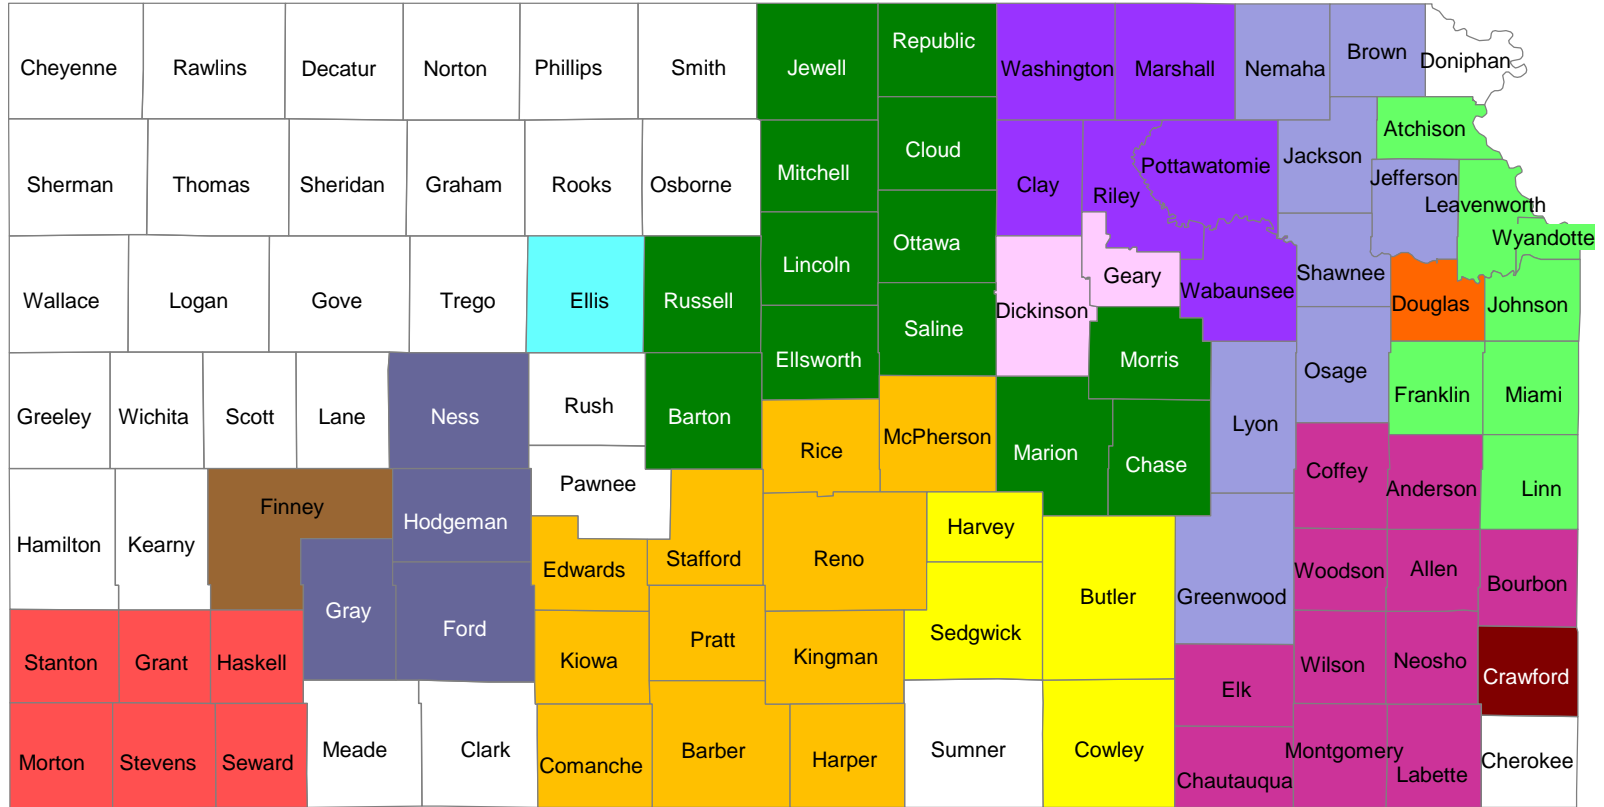 Cheyenne
Rawlins
Decatur
Norton
Phillips
Smith
Jewell
Republic
Washington
Marshall
Nemaha
Brown
Doniphan
Sherman
Thomas
Sheridan
Graham
Rooks
Osborne
Mitchell
Cloud
Clay
Riley
Pottawatomie
Jackson
Atchison
Jefferson
Leavenworth
Wyandotte
Wallace
Logan
Gove
Trego
Ellis
Russell
Lincoln
Ottawa
Dickinson
Geary
Wabaunsee
Shawnee
Douglas
Johnson
Ellsworth
Saline
Morris
Osage
Franklin
Miami
Greeley
Wichita
Scott
Lane
Ness
Rush
Barton
Rice
McPherson
Marion
Chase
Lyon
Coffey
Anderson
Linn
Hamilton
Kearny
Finney
Hodgeman
Pawnee
Edwards
Stafford
Reno
Harvey
Butler
Greenwood
Woodson
Allen
Bourbon
Stanton
Grant
Haskell
Gray
Ford
Kiowa
Pratt
Kingman
Sedgwick
Elk
Wilson
Neosho
Crawford
Morton
Stevens
Seward
Meade
Clark
Comanche
Barber
Harper
Sumner
Cowley
Chautauqua
Montgomery
Labette
Cherokee